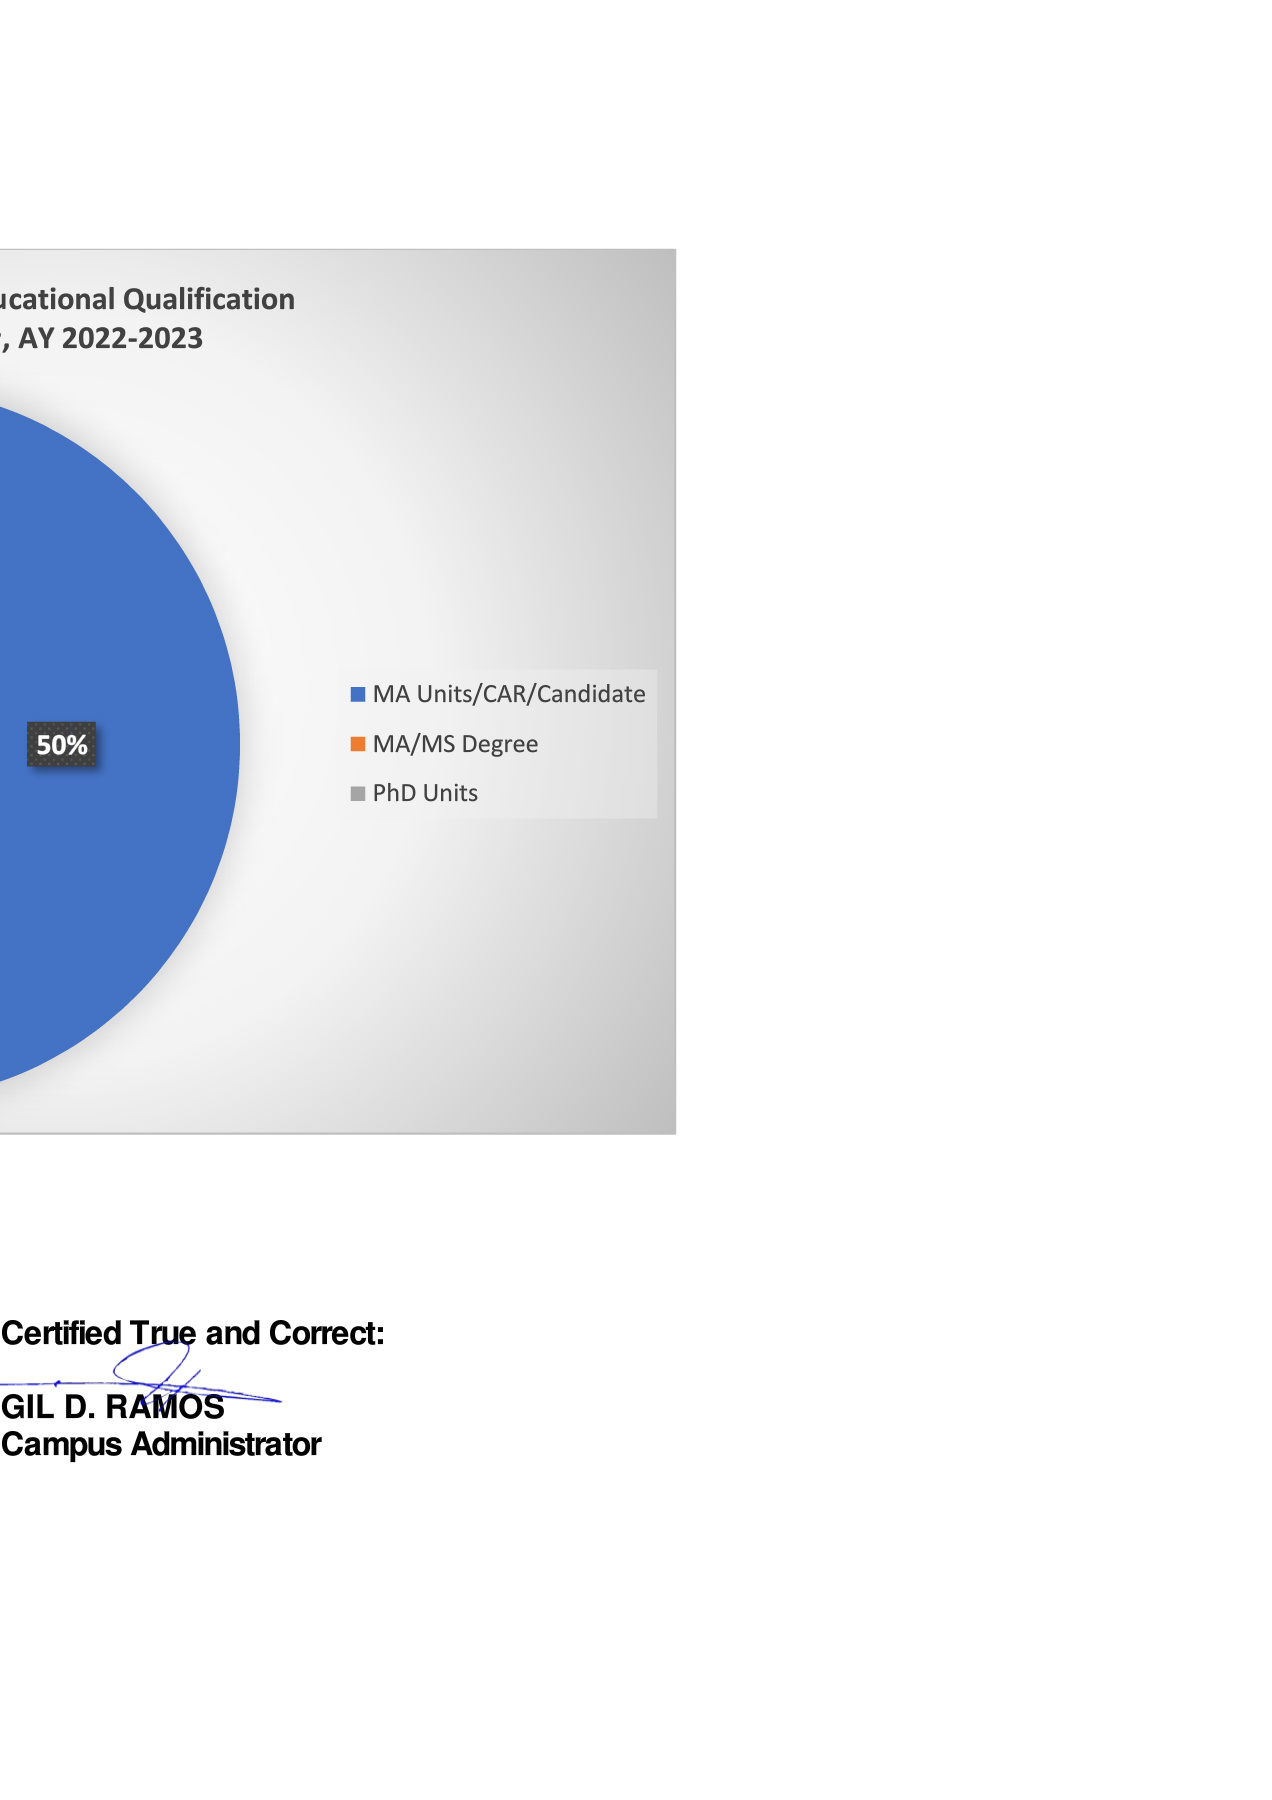 ucational Qualification
, AY 2022-2023
50%
MA Units/CAR/Candidate
MA/MS Degree
PhD Units
Certified True and Correct:
GIL D. RAMOS
Campus Administrator